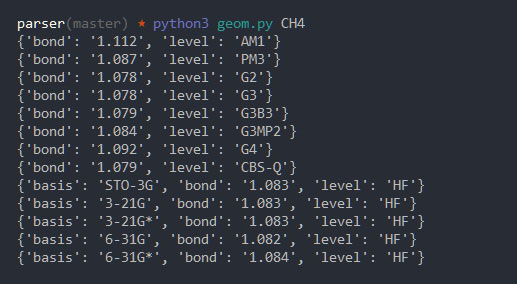 parser(master) ★ python3 geom.py CH4
{'bond': '1.112', 'level': 'AM1'}
{'bond': '1.087', 'level': 'PM3'}
{'bond': '1.078', 'level': 'G2'}
{'bond': '1.078', 'level': 'G3'}
{'bond': '1.079', 'level': 'G3B3'}
{'bond': '1.084', 'level': 'G3MP2'}
{'bond': '1.092', 'level': 'G4'}
{'bond': '1.079', 'level': 'CBS-Q'}
{'basis': 'STO-3G', 'bond': '1.083', 'level': 'HF'}
{'basis': '3-21G', 'bond': '1.083', 'level': 'HF'}
{'basis': '3-21G*', 'bond': '1.083', 'level': 'HF'}
{'basis': '6-31G', 'bond': '1.082', 'level': 'HF'}
{'basis': '6-31G*', 'bond': '1.084', 'level': 'HF'}